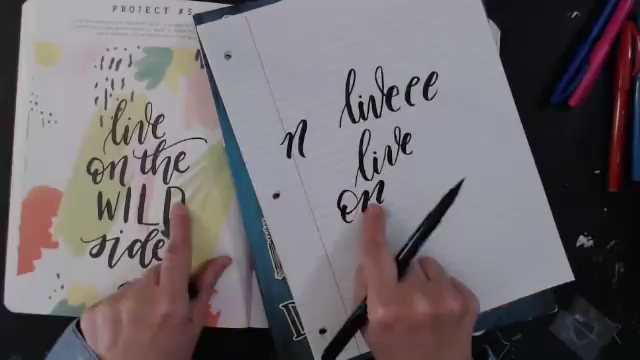 PROJECT #5
live
on the
WILD
side
liveee
n
live
on